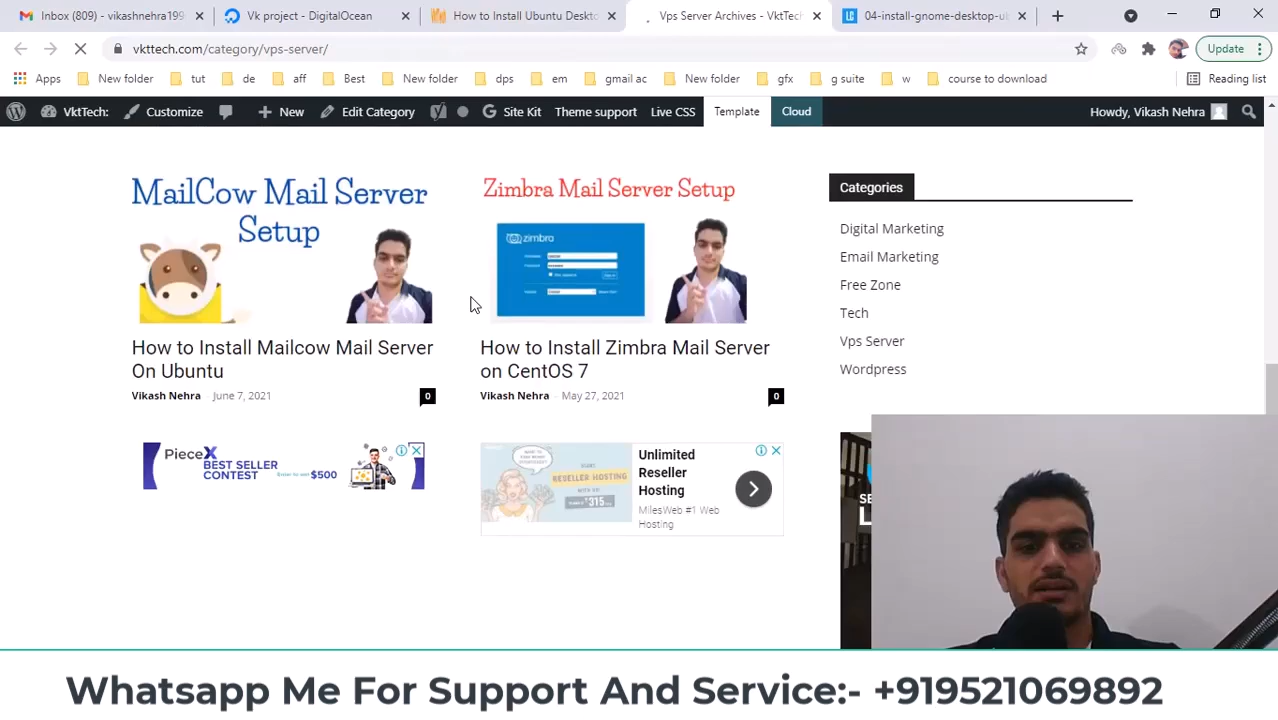 Inbox (809) - vikashnehra199
Vk project - DigitalOcean
How to Install Ubuntu Deskto
Vps Server Archives - VktTech
04-install-gnome-desktop-ub
vkttech.com/category/vps-server/
Update
Apps
New folder
tut
de
aff
Best
New folder
dps
em
gmail ac
New folder
gfx
g suite
w
course to download
Reading list
VktTech:
Customize
New
Edit Category
Site Kit
Theme support
Live CSS
Template
Cloud
Howdy, Vikash Nehra
MailCow Mail Server
Setup
Zimbra Mail Server Setup
zimbra
How to Install Mailcow Mail Server
On Ubuntu
Vikash Nehra - June 7, 2021
0
How to Install Zimbra Mail Server
on CentOS 7
Vikash Nehra - May 27, 2021
0
Categories
Digital Marketing
Email Marketing
Free Zone
Tech
Vps Server
Wordpress
PieceX
BEST SELLER
CONTEST
$500
RESELLER HOSTING
Unlimited
Reseller
Hosting
MilesWeb #1 Web
Hosting
Whatsapp Me For Support And Service:- +919521069892